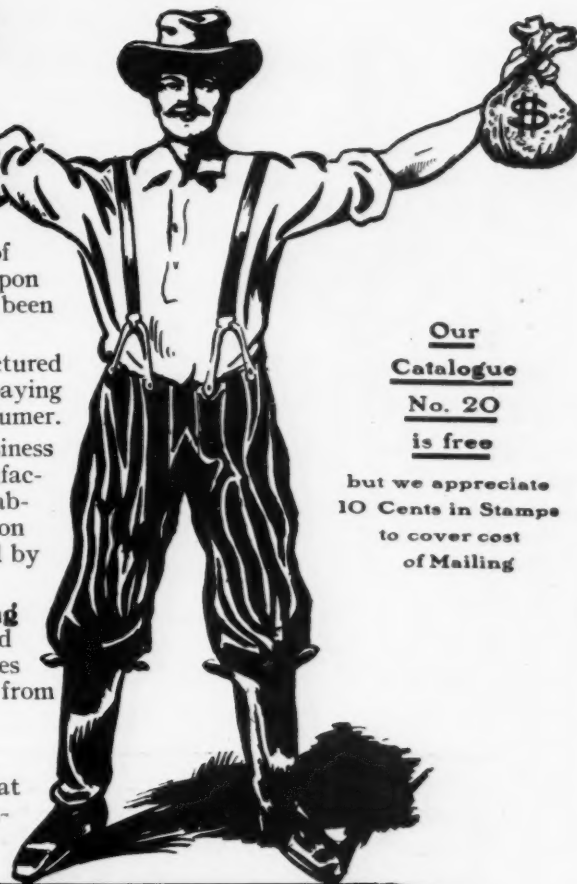 $
of
pon
been
ctured
aying
umer.
iness
fac-
ab-
on
l by
g
d
es
from
at
Our
Catalogue
No. 20
is free
but we appreciate
10 Cents in Stamps
to cover cost
of Mailing